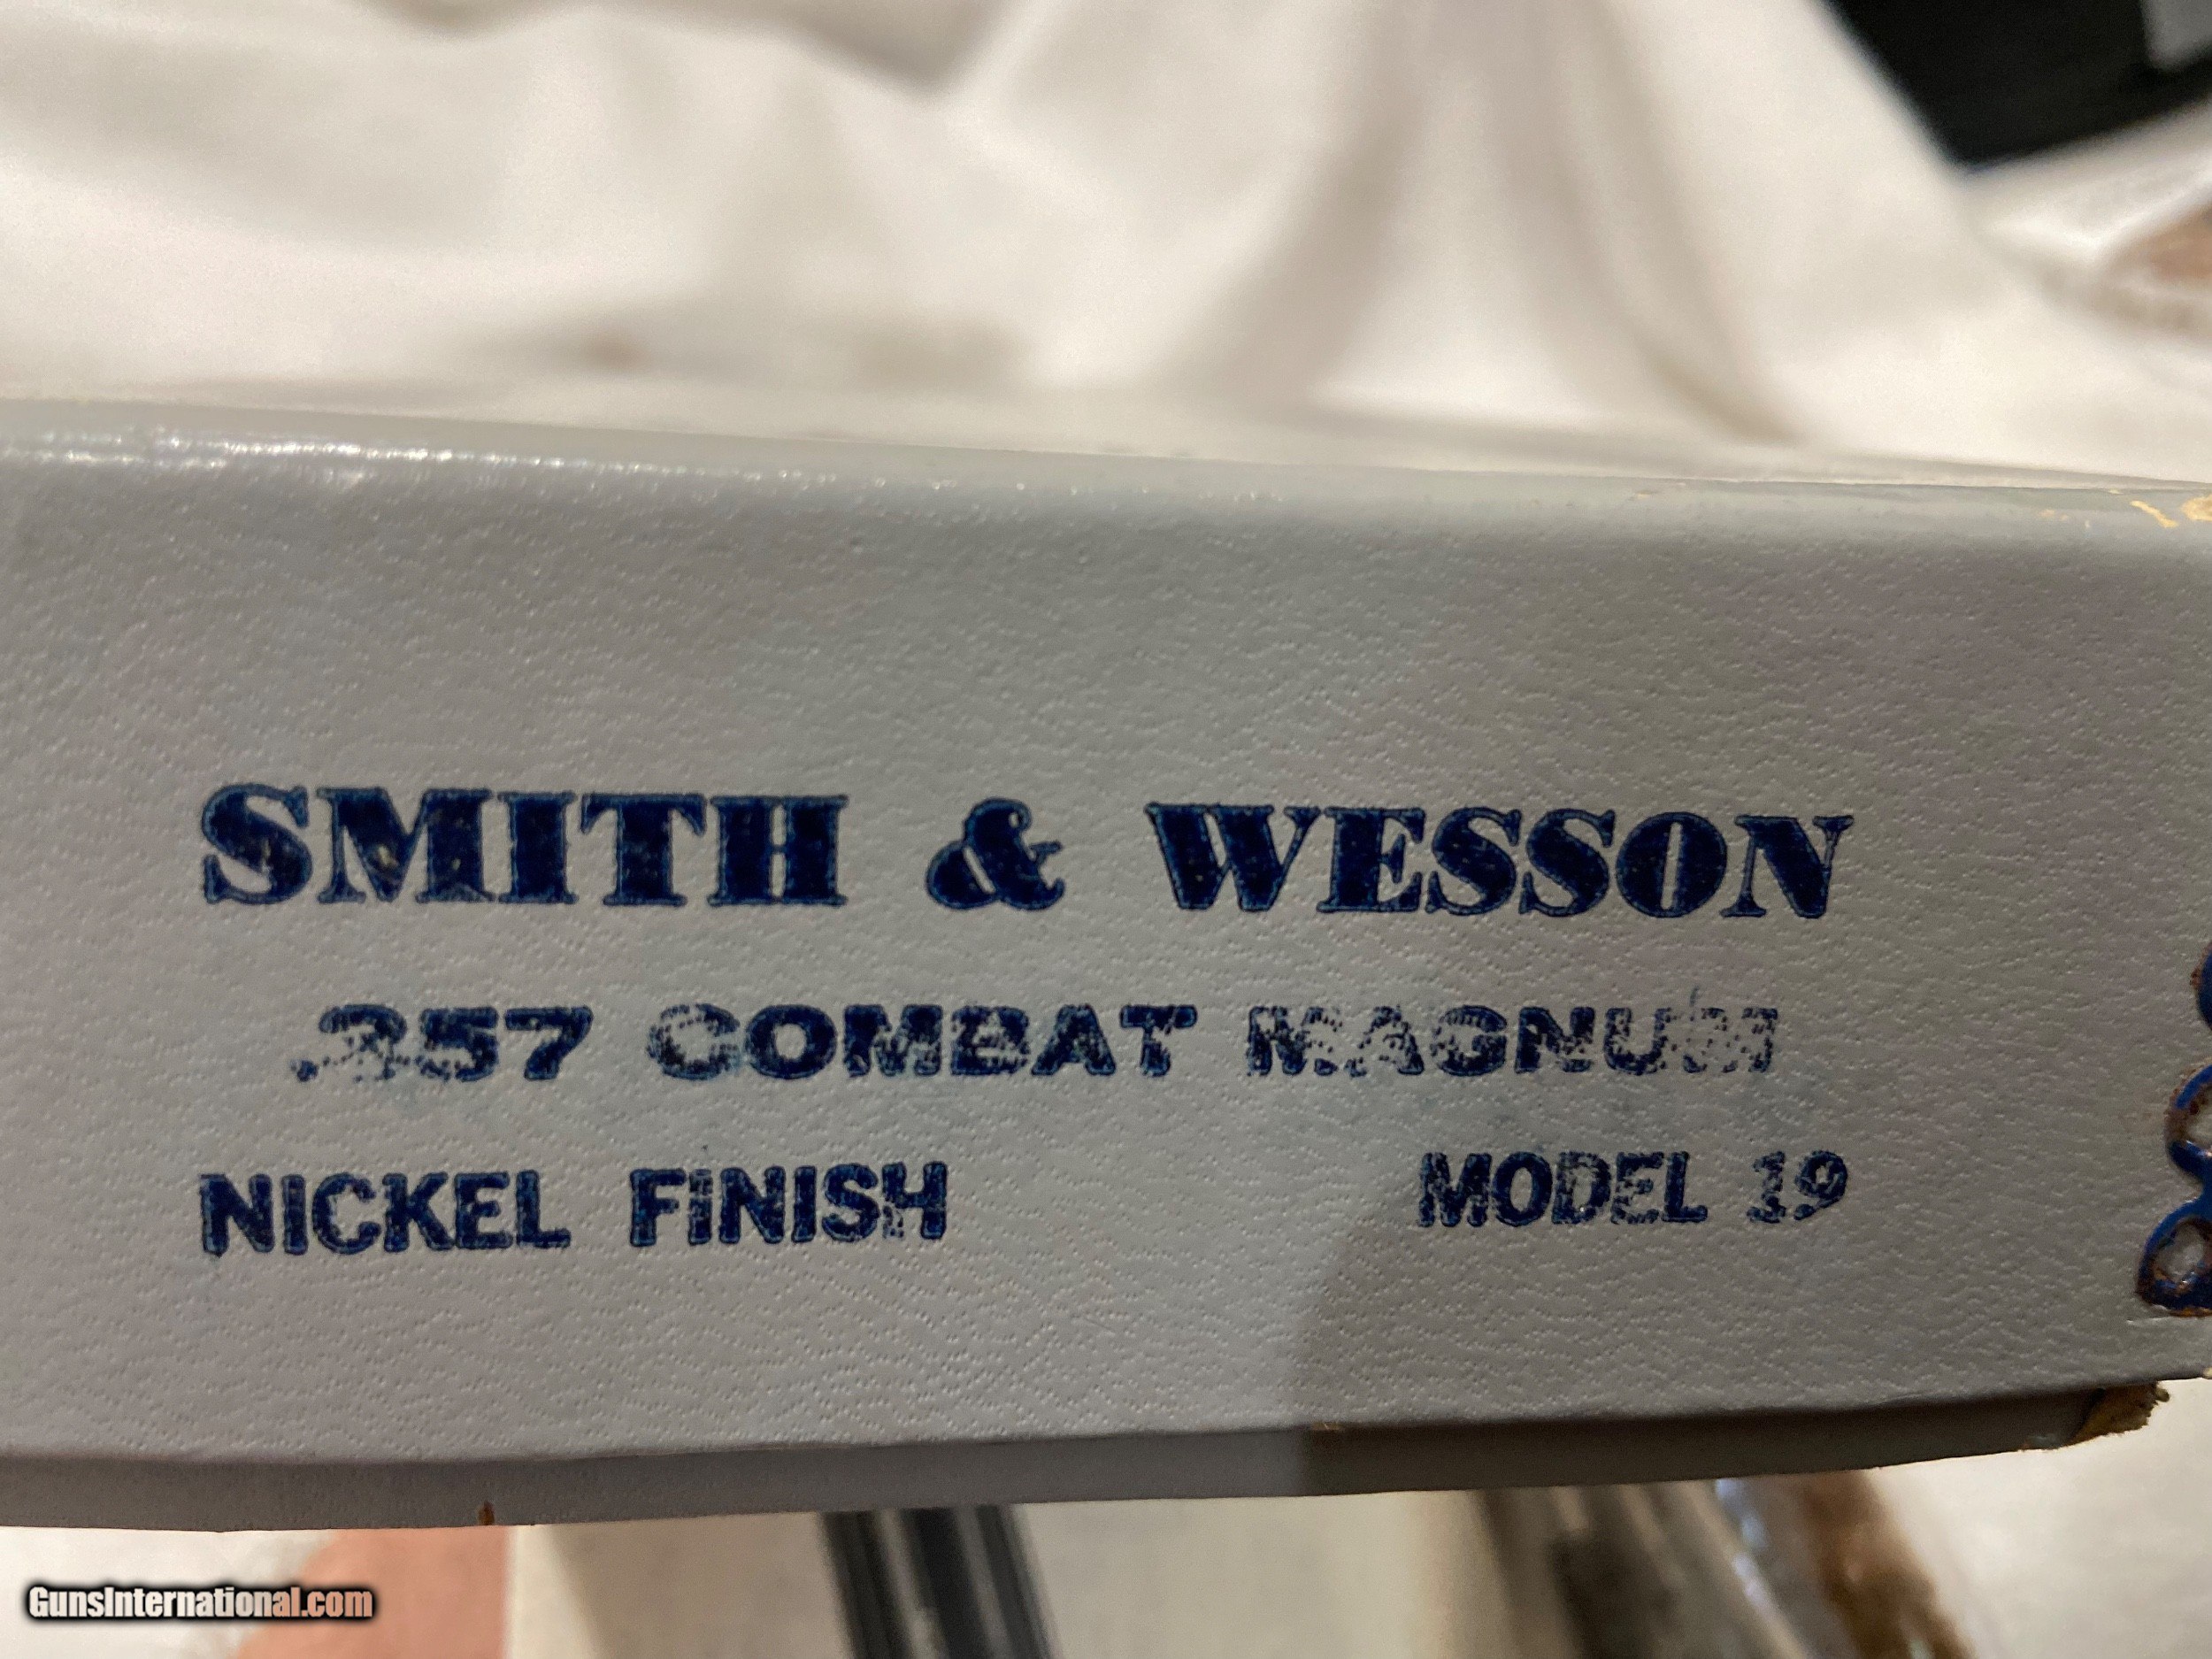 SMITH & WESSON
.357 COMBAT MAGNUM
NICKEL FINISH MODEL 19
GunsInternational.com